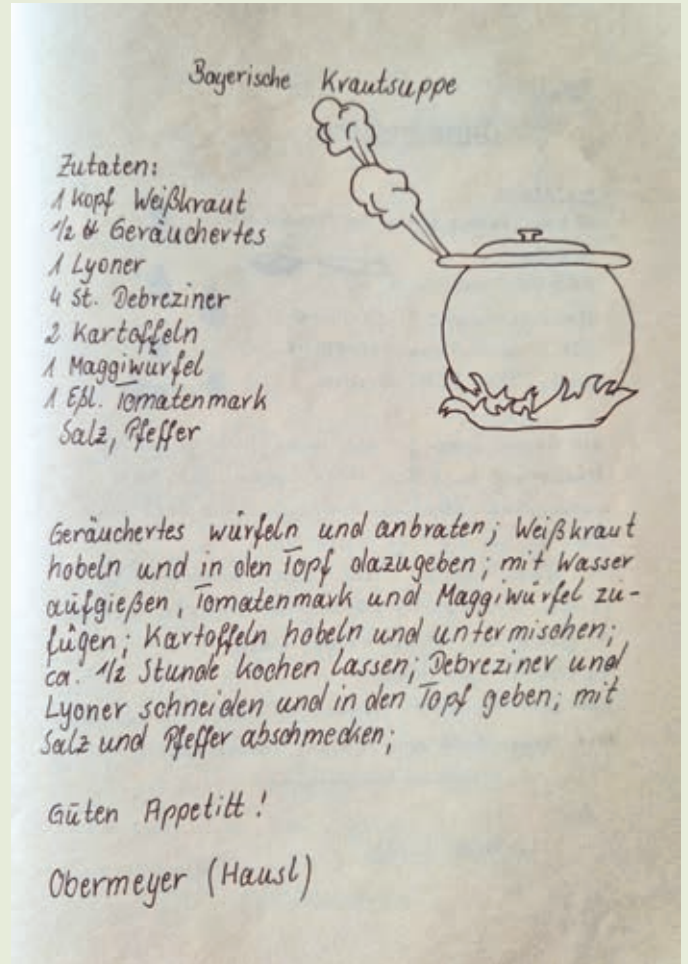 Bayerische Krautsuppe
Zutaten:
1 Kopf Weißkraut
1/2 ℔ Geräuchertes
1 Lyoner
4 St. Debreziner
2 Kartoffeln
1 Maggiwürfel
1 Eßl. Tomatenmark
Salz, Pfeffer
Geräuchertes würfeln und anbraten; Weißkraut
hobeln und in den Topf dazugeben; mit Wasser
aufgießen, Tomatenmark und Maggiwürfel zu-
fügen; Kartoffeln hobeln und untermischen;
ca. 1/2 Stunde kochen lassen; Debreziner und
Lyoner schneiden und in den Topf geben; mit
Salz und Pfeffer abschmecken;
Guten Appetitt!
Obermeyer (Hausl)